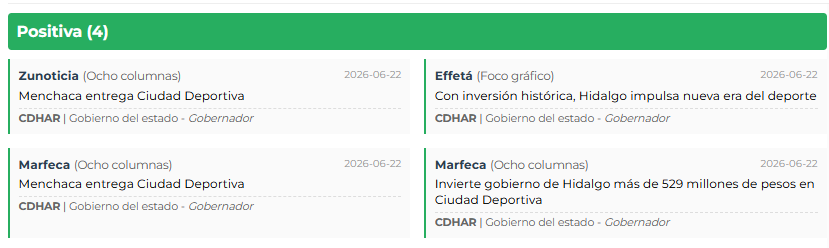 Positiva (4)
Zunoticia (Ocho columnas) 2026-06-22
Menchaca entrega Ciudad Deportiva
CDHAR | Gobierno del estado - Gobernador
Effetá (Foco gráfico) 2026-06-22
Con inversión histórica, Hidalgo impulsa nueva era del deporte
CDHAR | Gobierno del estado - Gobernador
Marfeca (Ocho columnas) 2026-06-22
Menchaca entrega Ciudad Deportiva
CDHAR | Gobierno del estado - Gobernador
Marfeca (Ocho columnas) 2026-06-22
Invierte gobierno de Hidalgo más de 529 millones de pesos en
Ciudad Deportiva
CDHAR | Gobierno del estado - Gobernador